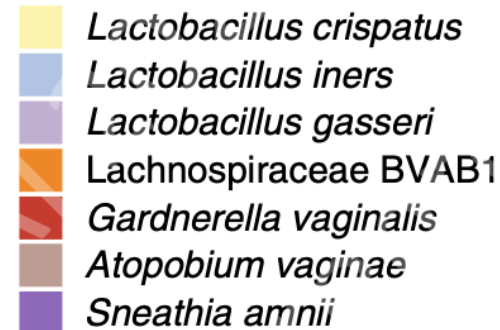 Lactobacillus crispatus
Lactobacillus iners
Lactobacillus gasseri
Lachnospiraceae BVAB1
Gardnerella vaginalis
Atopobium vaginae
Sneathia amnii